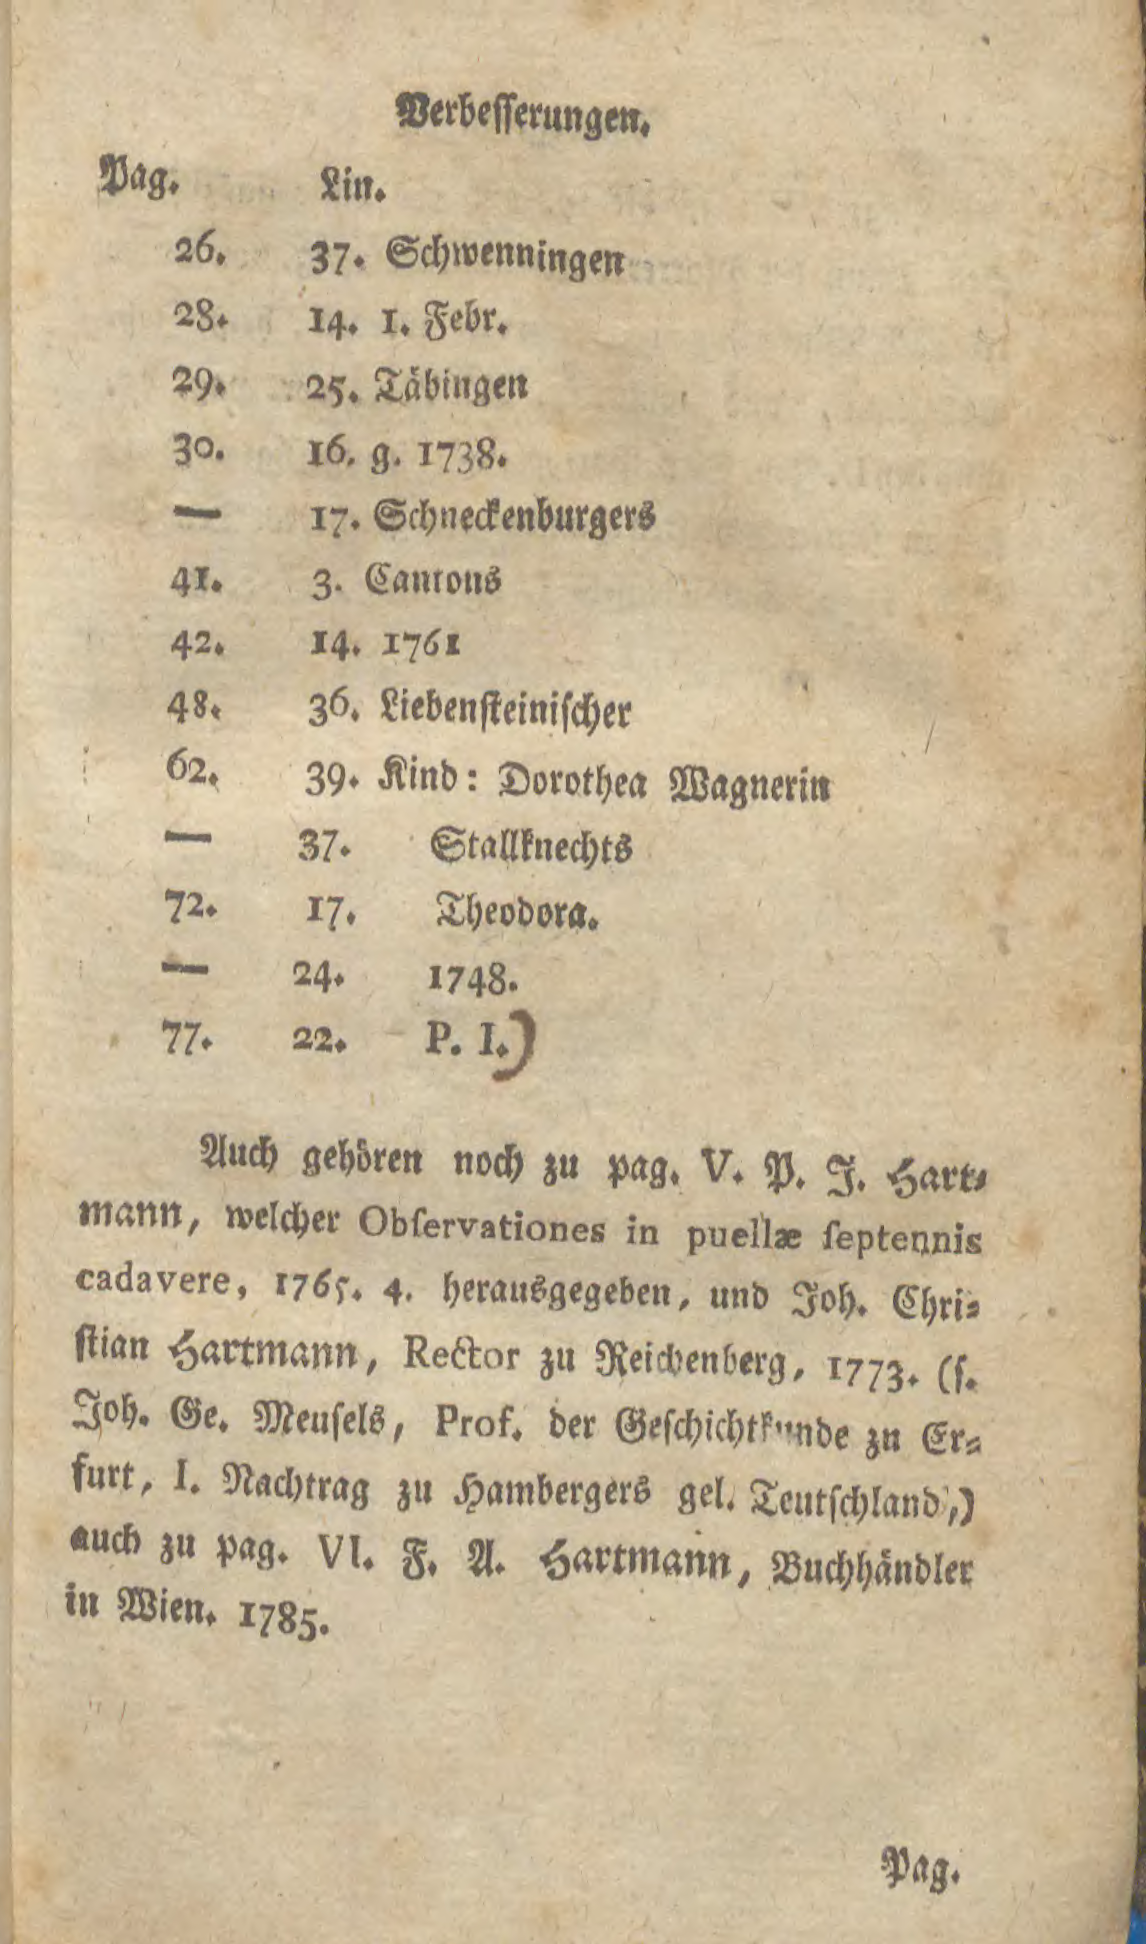 Verbeſſerungen.
Pag. Lin.
26. 37. Schwenningen
28. 14. 1. Febr.
29. 25. Täbingen
30. 16. g. 1738.
— 17. Schneckenburgers
41. 3. Cantons
42. 14. 1761
48. 36. Liebenſteiniſcher
62. 39. Kind: Dorothea Wagnerin
— 37. Stallknechts
72. 17. Theodora.
— 24. 1748.
77. 22. P. I.)
Auch gehören noch zu pag. V. P. J. Hart⸗
mann, welcher Obſervationes in puellæ ſeptennis
cadavere, 1765. 4. herausgegeben, und Joh. Chri⸗
ſtian Hartmann, Rector zu Reichenberg, 1773. (ſ.
Joh. Ge. Meuſels, Prof. der Geſchichtkunde zu Er⸗
furt, I. Nachtrag zu Hambergers gel. Teutſchland,)
auch zu pag. VI. F. A. Hartmann, Buchhändler
in Wien. 1785.
Pag.